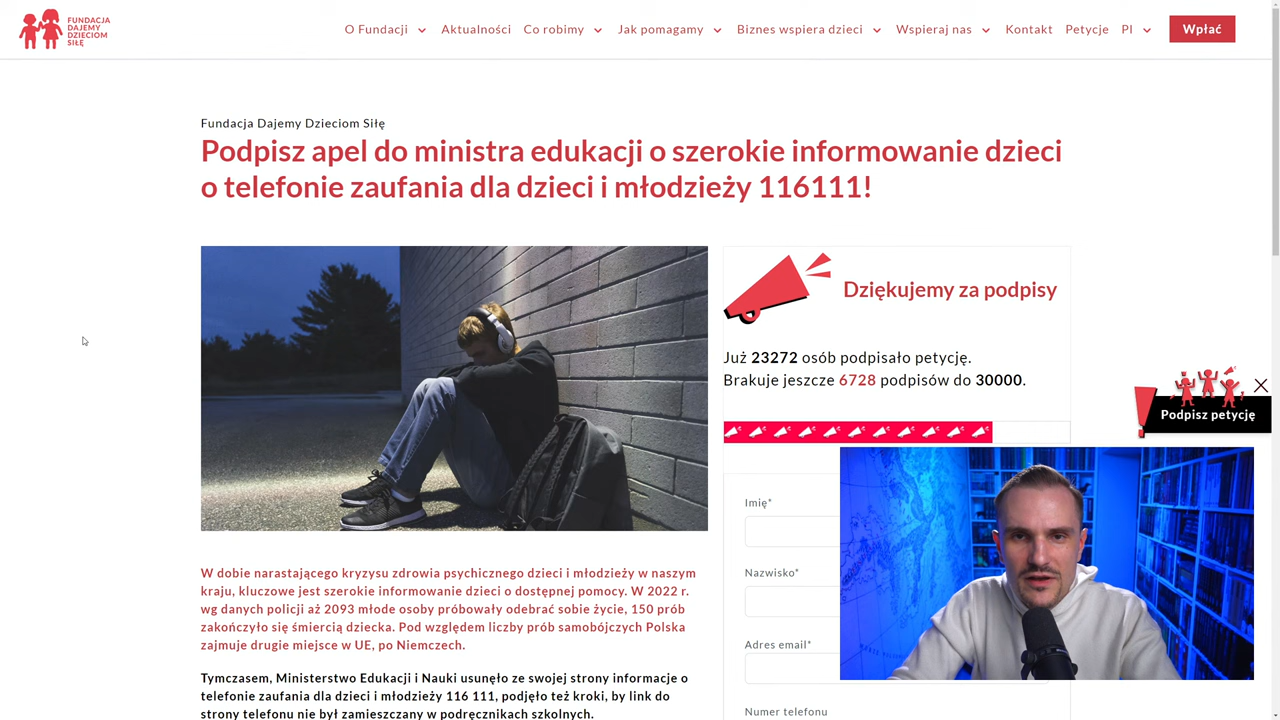 FUNDACJA
DAJEMY
DZIECIOM
SIŁĘ
O Fundacji
Aktualności
Co robimy
Jak pomagamy
Biznes wspiera dzieci
Wspieraj nas
Kontakt
Petycje
Pl
Wpłać
Fundacja Dajemy Dzieciom Siłę
Podpisz apel do ministra edukacji o szerokie informowanie dzieci
o telefonie zaufania dla dzieci i młodzieży 116111!
Dziękujemy za podpisy
Już 23272 osób podpisało petycję.
Brakuje jeszcze 6728 podpisów do 30000.
Podpisz petycję
Imię*
Nazwisko*
Adres email*
Numer telefonu
W dobie narastającego kryzysu zdrowia psychicznego dzieci i młodzieży w naszym
kraju, kluczowe jest szerokie informowanie dzieci o dostępnej pomocy. W 2022 r.
wg danych policji aż 2093 młode osoby próbowały odebrać sobie życie, 150 prób
zakończyło się śmiercią dziecka. Pod względem liczby prób samobójczych Polska
zajmuje drugie miejsce w UE, po Niemczech.
Tymczasem, Ministerstwo Edukacji i Nauki usunęło ze swojej strony informacje o
telefonie zaufania dla dzieci i młodzieży 116 111, podjęło też kroki, by link do
strony telefonu nie był zamieszczany w podręcznikach szkolnych.